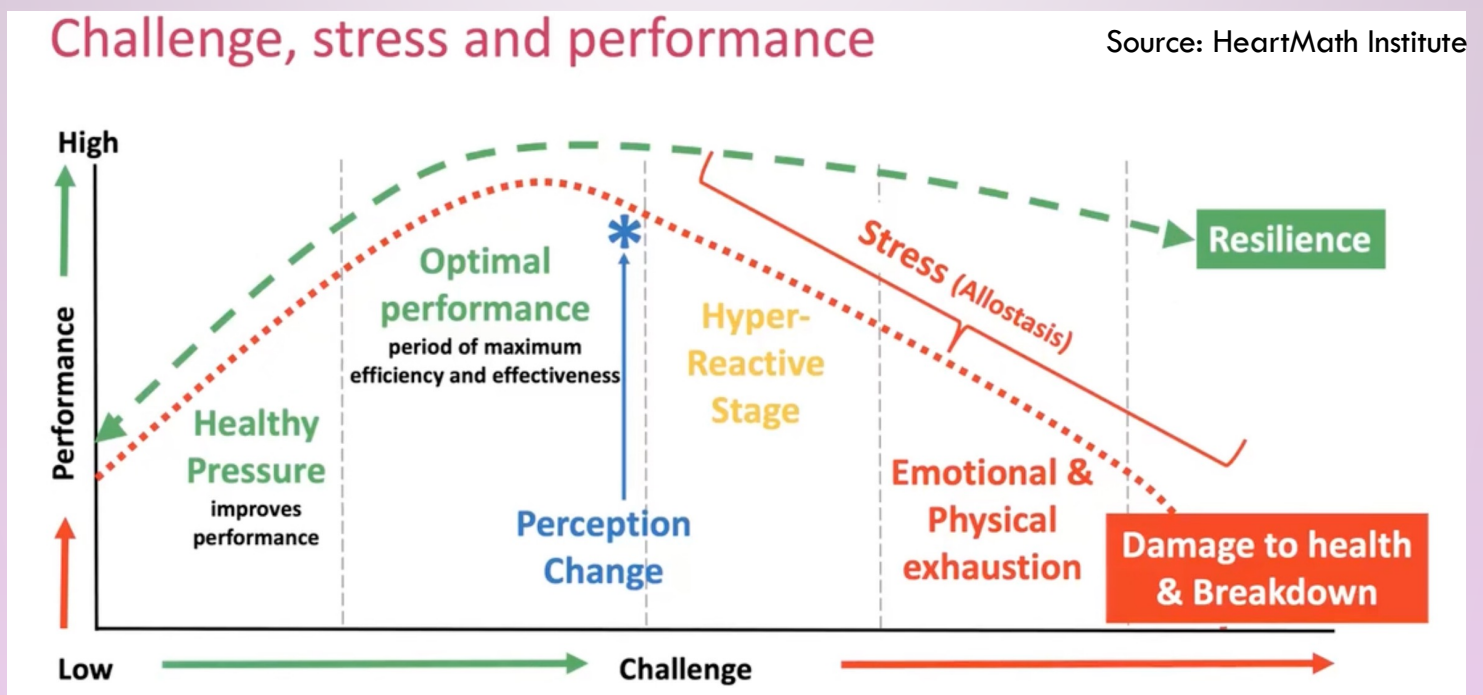 Challenge, stress and performance
Source: HeartMath Institute
High
Performance
Healthy
Pressure
improves
performance
Optimal
performance
period of maximum
efficiency and effectiveness
*
Perception
Change
Hyper-
Reactive
Stage
Stress (Allostasis)
Emotional &
Physical
exhaustion
Resilience
Damage to health
& Breakdown
Low
Challenge